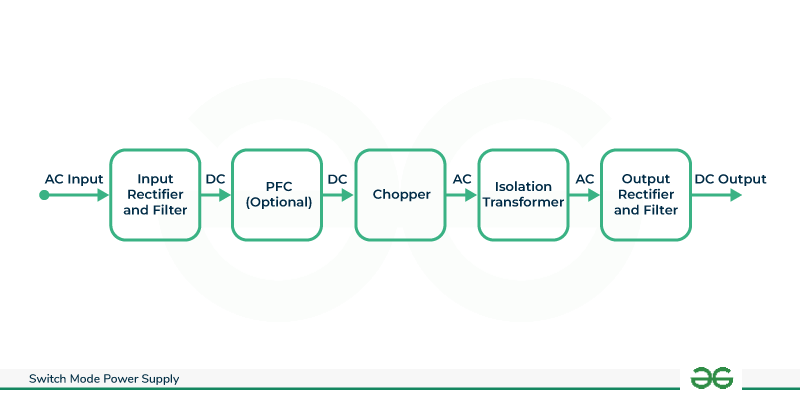 AC Input
Input
Rectifier
and Filter
DC
PFC
(Optional)
DC
Chopper
AC
Isolation
Transformer
AC
Output
Rectifier
and Filter
DC Output
Switch Mode Power Supply